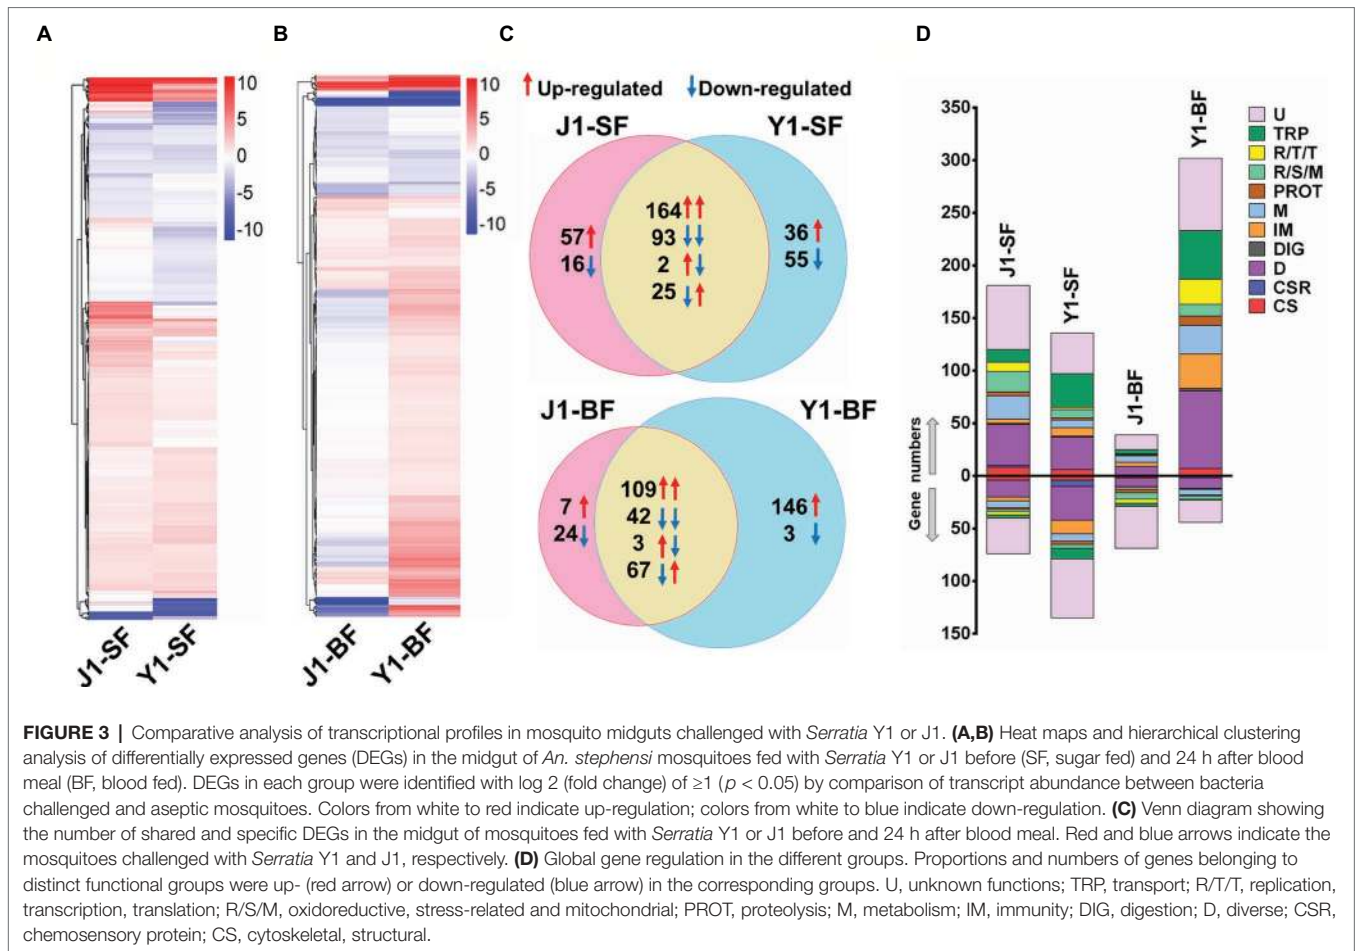 A
B
C
D
10
5
0
-5
-10
J1-SF
Y1-SF
10
5
0
-5
-10
J1-BF
Y1-BF
Up-regulated
Down-regulated
J1-SF
Y1-SF
57
16
164
93
2
25
36
55
J1-BF
Y1-BF
7
24
109
42
3
67
146
3
350
300
250
200
150
100
50
0
50
100
150
Gene numbers
J1-SF
Y1-SF
J1-BF
Y1-BF
U
TRP
R/T/T
R/S/M
PROT
M
IM
DIG
D
CSR
CS
FIGURE 3 | Comparative analysis of transcriptional profiles in mosquito midguts challenged with Serratia Y1 or J1. (A,B) Heat maps and hierarchical clustering
analysis of differentially expressed genes (DEGs) in the midgut of An. stephensi mosquitoes fed with Serratia Y1 or J1 before (SF, sugar fed) and 24 h after blood
meal (BF, blood fed). DEGs in each group were identified with log 2 (fold change) of ≥1 (p < 0.05) by comparison of transcript abundance between bacteria
challenged and aseptic mosquitoes. Colors from white to red indicate up-regulation; colors from white to blue indicate down-regulation. (C) Venn diagram showing
the number of shared and specific DEGs in the midgut of mosquitoes fed with Serratia Y1 or J1 before and 24 h after blood meal. Red and blue arrows indicate the
mosquitoes challenged with Serratia Y1 and J1, respectively. (D) Global gene regulation in the different groups. Proportions and numbers of genes belonging to
distinct functional groups were up- (red arrow) or down-regulated (blue arrow) in the corresponding groups. U, unknown functions; TRP, transport; R/T/T, replication,
transcription, translation; R/S/M, oxidoreductive, stress-related and mitochondrial; PROT, proteolysis; M, metabolism; IM, immunity; DIG, digestion; D, diverse; CSR,
chemosensory protein; CS, cytoskeletal, structural.